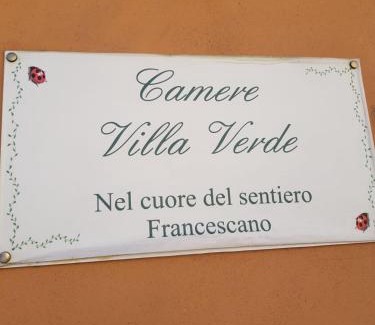 Camere
Villa Verde
Nel cuore del sentiero
Francescano